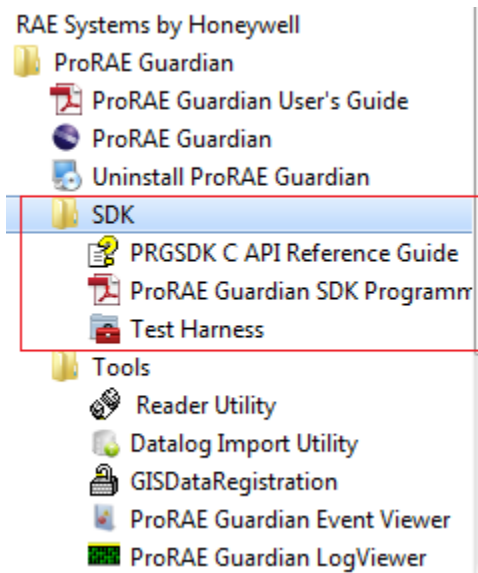 RAE Systems by Honeywell
ProRAE Guardian
ProRAE Guardian User's Guide
ProRAE Guardian
Uninstall ProRAE Guardian
SDK
PRGSDK C API Reference Guide
ProRAE Guardian SDK Programm
Test Harness
Tools
Reader Utility
Datalog Import Utility
GISDataRegistration
ProRAE Guardian Event Viewer
ProRAE Guardian LogViewer